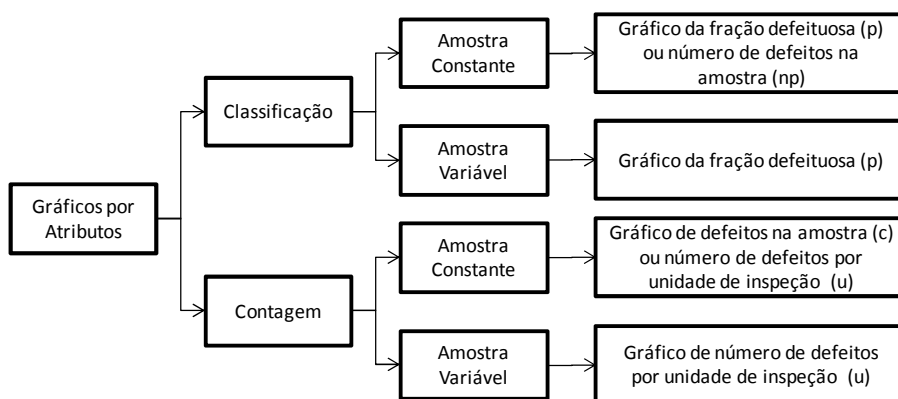 Gráficos por
Atributos
Classificação
Amostra
Constante
Gráfico da fração defeituosa (p)
ou número de defeitos na
amostra (np)
Amostra
Variável
Gráfico da fração defeituosa (p)
Contagem
Amostra
Constante
Gráfico de defeitos na amostra (c)
ou número de defeitos por
unidade de inspeção (u)
Amostra
Variável
Gráfico de número de defeitos
por unidade de inspeção (u)